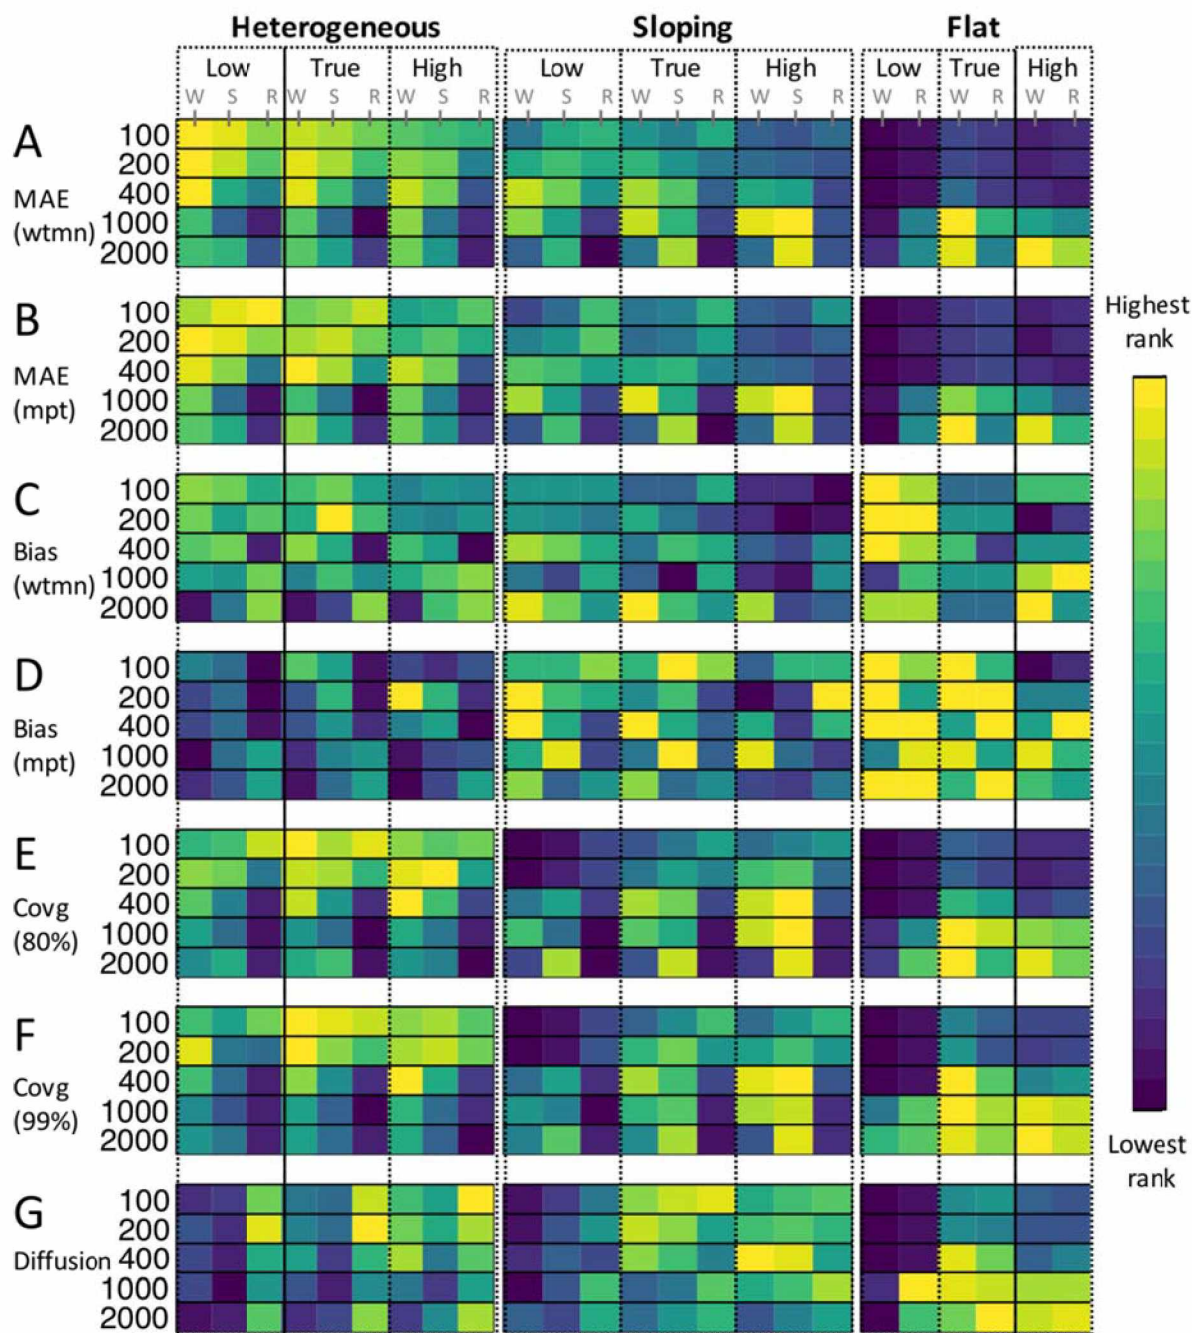 Heterogeneous Sloping Flat
Low True High Low True High Low True High
W S R W S R W S R W S R W S R W S R W R W R W R
A
MAE
(wtmn)
100
200
400
1000
2000
B
MAE
(mpt)
100
200
400
1000
2000
C
Bias
(wtmn)
100
200
400
1000
2000
D
Bias
(mpt)
100
200
400
1000
2000
E
Covg
(80%)
100
200
400
1000
2000
F
Covg
(99%)
100
200
400
1000
2000
G
Diffusion
100
200
400
1000
2000
Highest
rank
Lowest
rank